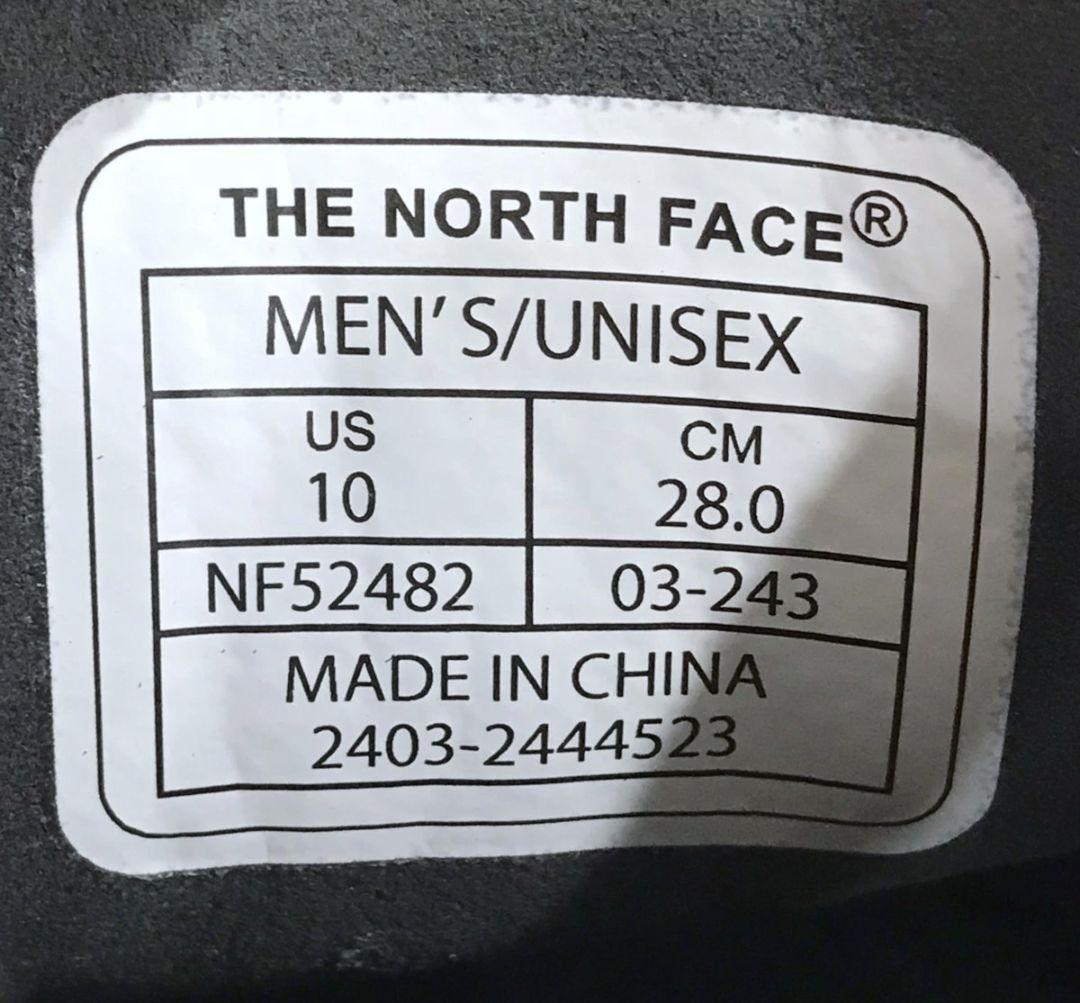 THE NORTH FACE®
MEN'S/UNISEX
US CM
10 28.0
NF52482 03-243
MADE IN CHINA
2403-2444523